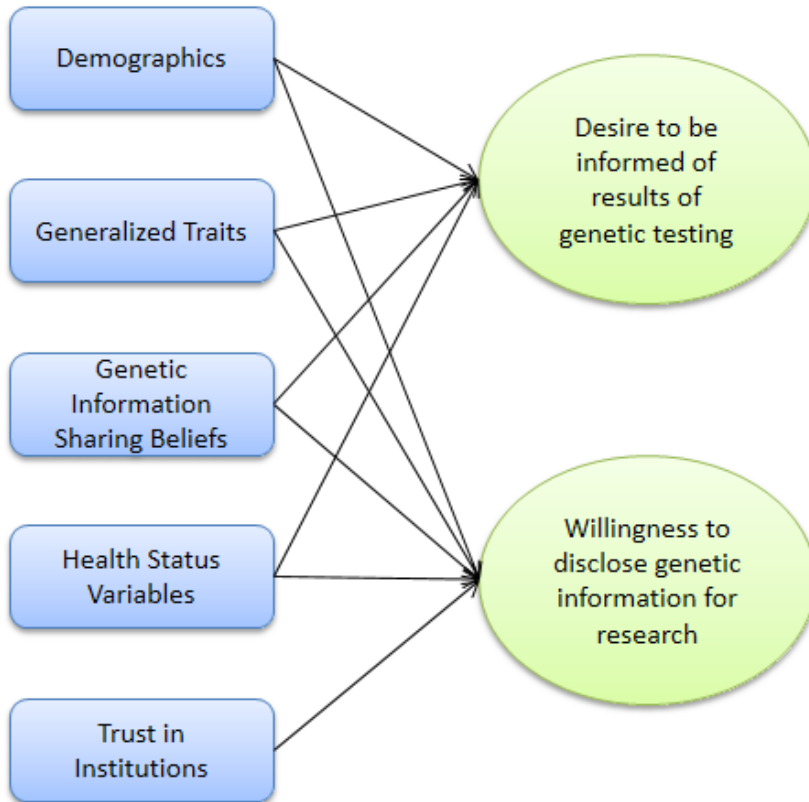 Demographics
Generalized Traits
Genetic
Information
Sharing Beliefs
Health Status
Variables
Trust in
Institutions
Desire to be
informed of
results of
genetic testing
Willingness to
disclose genetic
information for
research